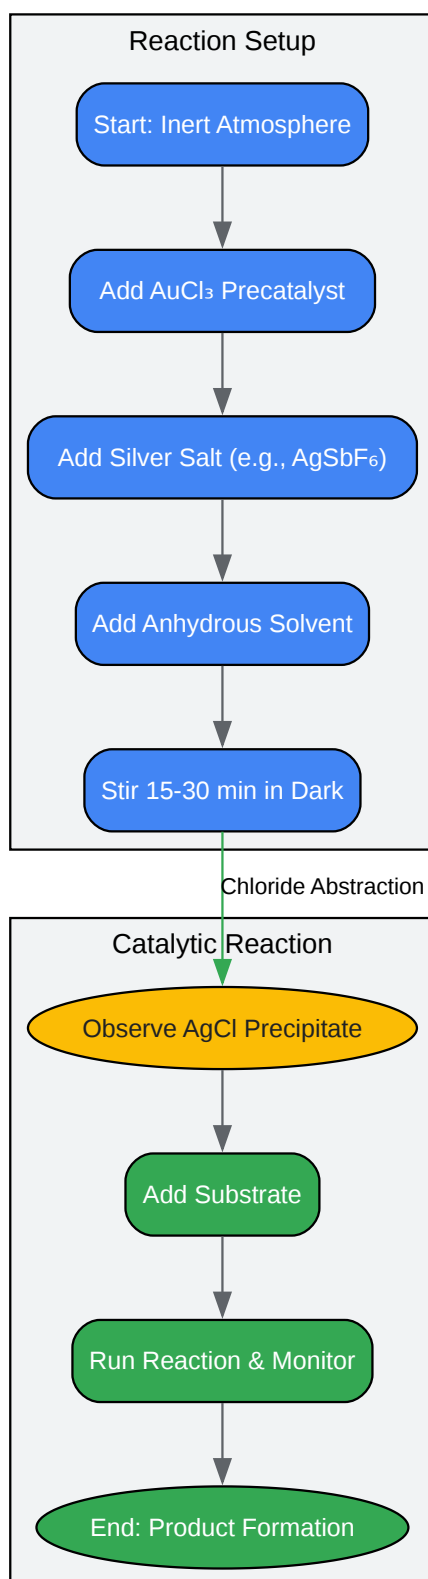 Reaction Setup
Start: Inert Atmosphere
Add AuCl₃ Precatalyst
Add Silver Salt (e.g., AgSbF₆)
Add Anhydrous Solvent
Stir 15-30 min in Dark
Chloride Abstraction
Catalytic Reaction
Observe AgCl Precipitate
Add Substrate
Run Reaction & Monitor
End: Product Formation